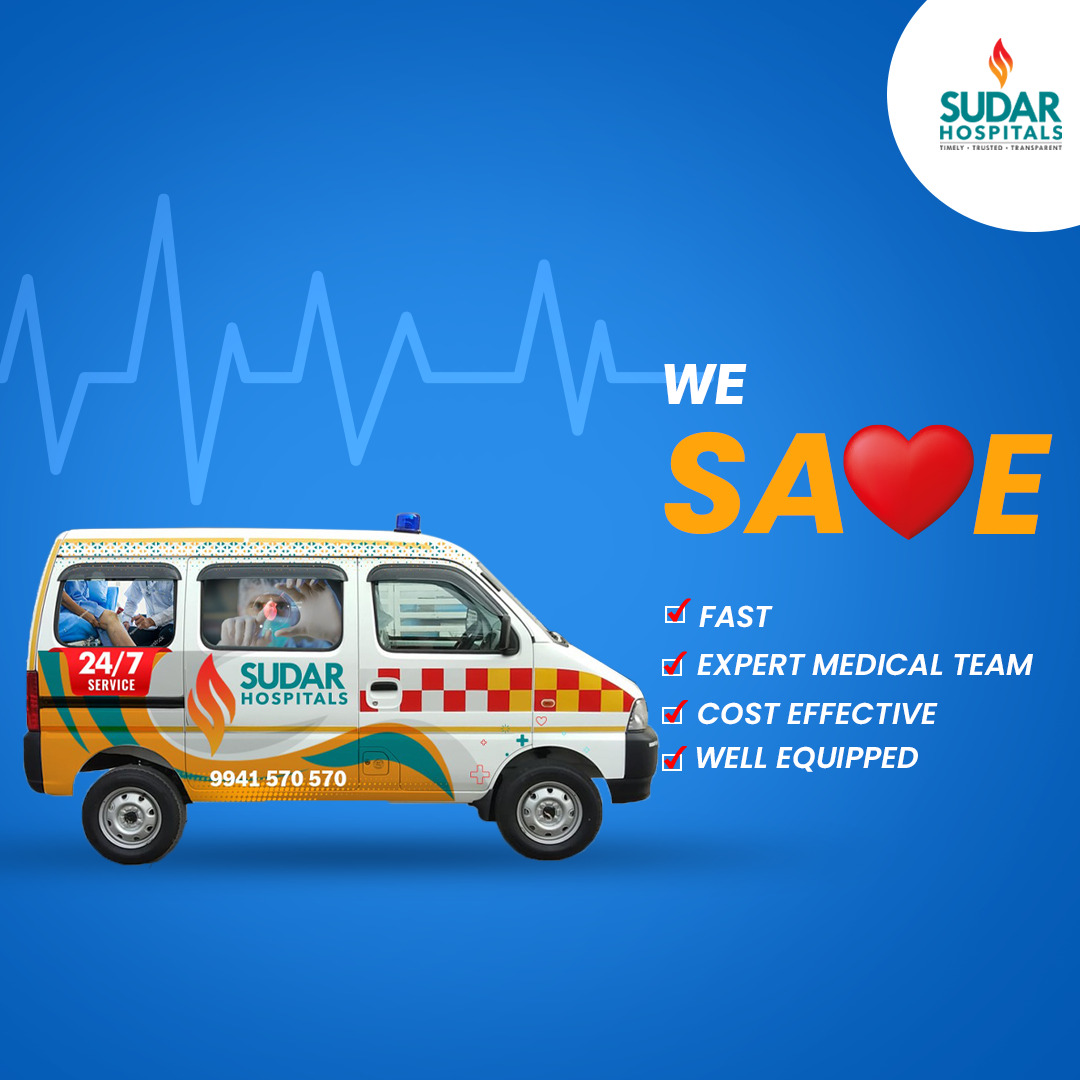 SUDAR
HOSPITALS
TIMELY • TRUSTED • TRANSPARENT
WE
SA❤E
FAST
EXPERT MEDICAL TEAM
COST EFFECTIVE
WELL EQUIPPED
24/7
SERVICE
SUDAR
HOSPITALS
9941 570 570